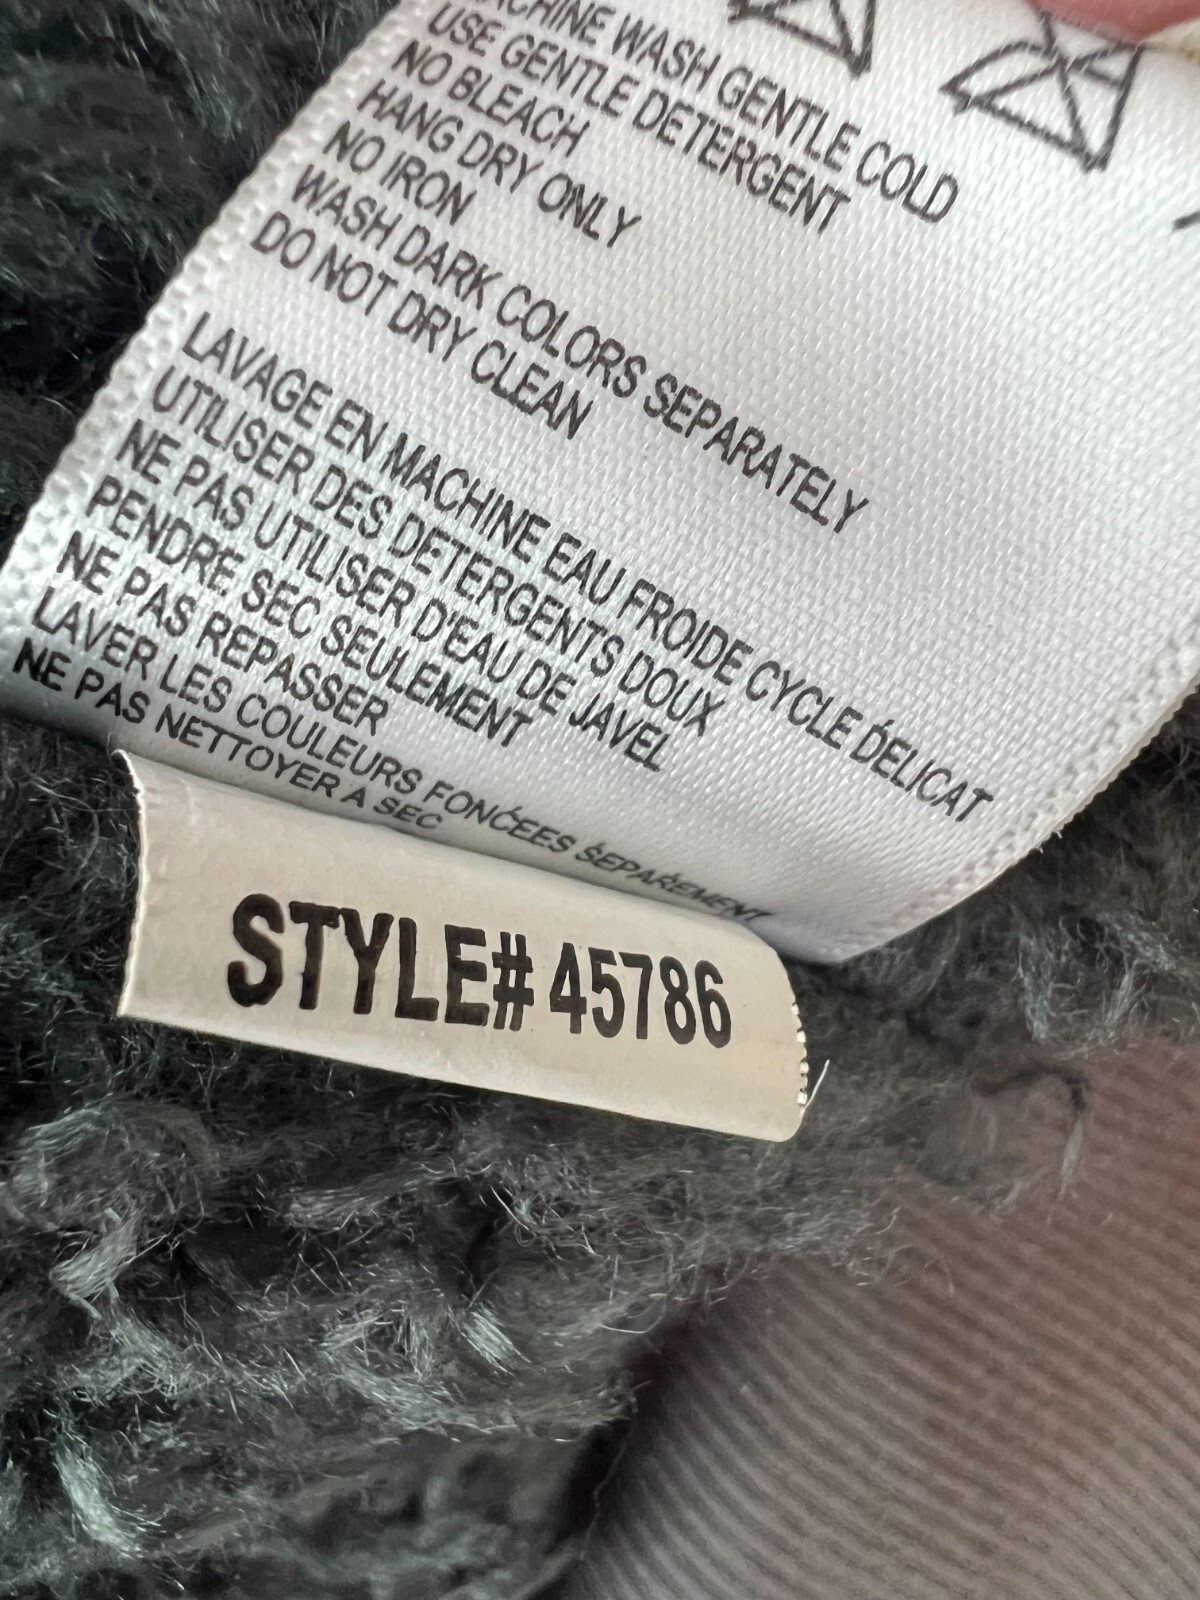 MACHINE WASH GENTLE COLD
USE GENTLE DETERGENT
NO BLEACH
HANG DRY ONLY
NO IRON
WASH DARK COLORS SEPARATELY
DO NOT DRY CLEAN
LAVAGE EN MACHINE EAU FROIDE CYCLE DÉLICAT
UTILISER DES DETERGENTS DOUX
NE PAS UTILISER D'EAU DE JAVEL
PENDRE SEC SEULEMENT
NE PAS REPASSER
LAVER LES COULEURS FONĆEES ŚEPAŔEMENT
NE PAS NETTOYER A SEC
STYLE# 45786